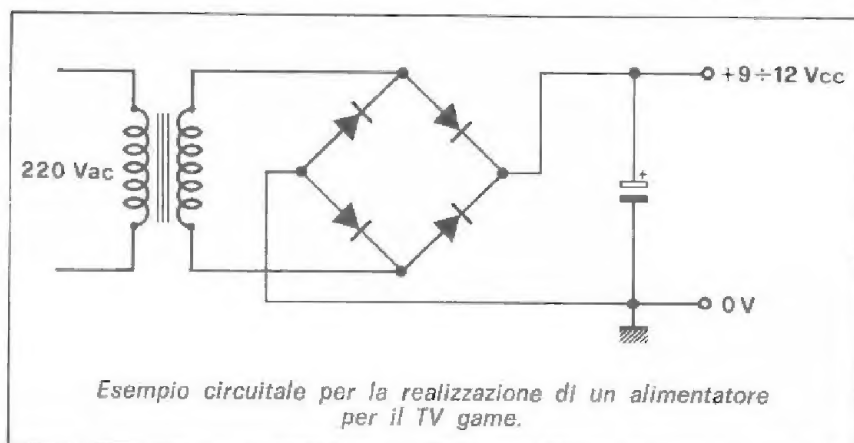 +9÷12 Vcc
220 Vac
+
0 V
Esempio circuitale per la realizzazione di un alimentatore
per il TV game.